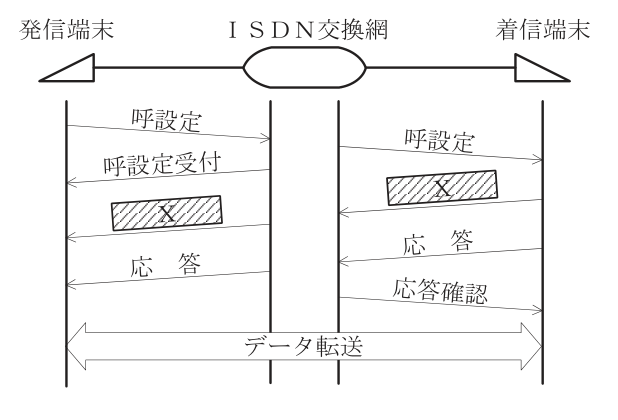 発信端末
ＩＳＤＮ交換網
着信端末
呼設定
呼設定
呼設定受付
X
X
応　答
応　答
応答確認
データ転送